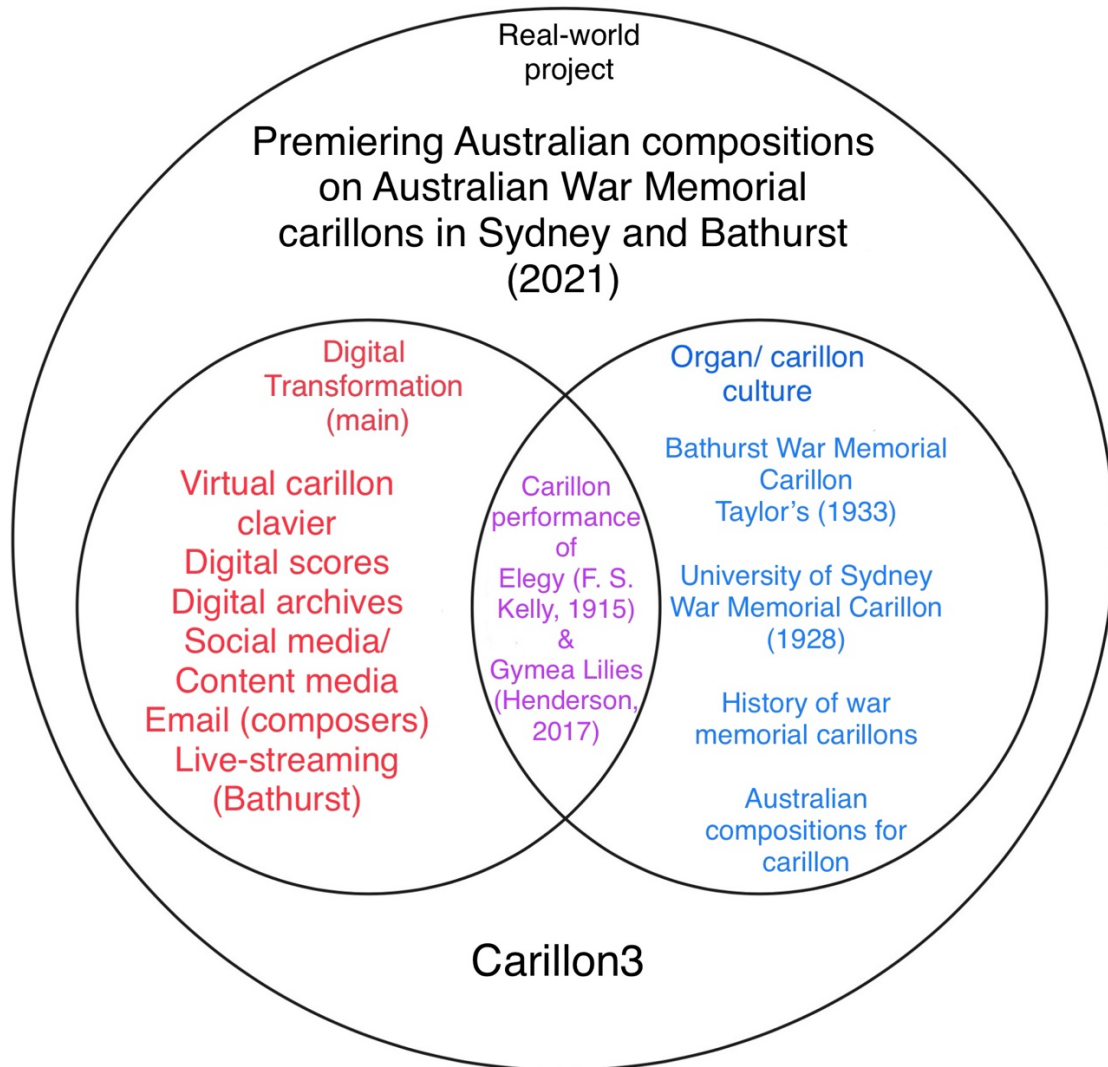 Real-world
project
Premiering Australian compositions
on Australian War Memorial
carillons in Sydney and Bathurst
(2021)
Digital
Transformation
(main)
Virtual carillon
clavier
Digital scores
Digital archives
Social media/
Content media
Email (composers)
Live-streaming
(Bathurst)
Carillon
performance
of
Elegy (F. S.
Kelly, 1915)
&
Gymea Lilies
(Henderson,
2017)
Organ/ carillon
culture
Bathurst War Memorial
Carillon
Taylor's (1933)
University of Sydney
War Memorial Carillon
(1928)
History of war
memorial carillons
Australian
compositions for
carillon
Carillon3